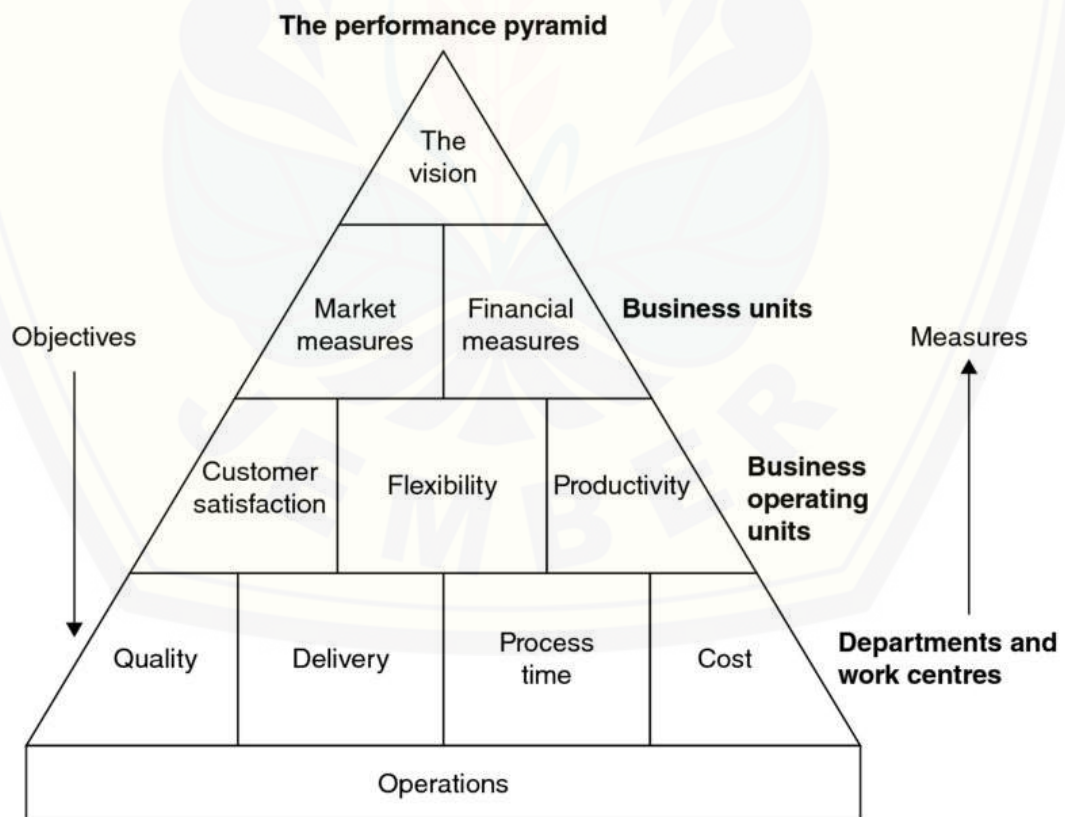 The performance pyramid
The
vision
Market
measures
Financial
measures
Business units
Objectives
Measures
Customer
satisfaction
Flexibility
Productivity
Business
operating
units
Quality
Delivery
Process
time
Cost
Departments and
work centres
Operations
JEMBER